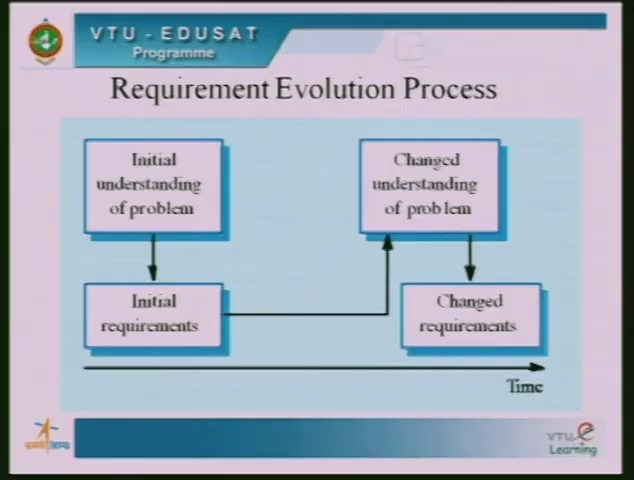 VTU - EDUSAT
Programme
Requirement Evolution Process
Initial
understanding
of problem
Changed
understanding
of problem
Initial
requirements
Changed
requirements
Time
VTU e
Learning